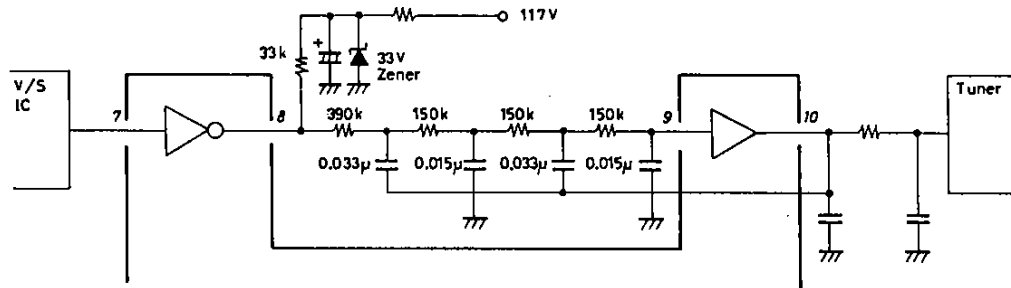 117V
33k
+
33V
Zener
V/S
IC
7
8
390k
150k
150k
150k
9
10
Tuner
0.033μ
0.015μ
0.033μ
0.015μ